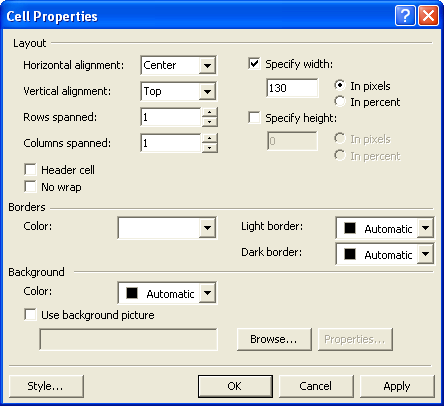 Cell Properties
Layout
Horizontal alignment: Center
Specify width:
130
In pixels
In percent
Vertical alignment: Top
Rows spanned: 1
Specify height:
0
In pixels
In percent
Columns spanned: 1
Header cell
No wrap
Borders
Color:
Light border: Automatic
Dark border: Automatic
Background
Color: Automatic
Use background picture
Browse... Properties...
Style... OK Cancel Apply